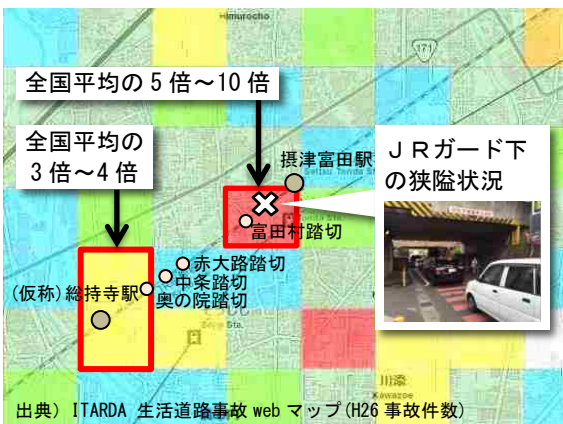 Himurocho
171
全国平均の5倍～10倍
全国平均の
3倍～4倍
摂津富田駅
Settsu Tonda Sta.
ＪＲガード下
の狭隘状況
富田村踏切
赤大路踏切
中条踏切
奥の院踏切
(仮称)総持寺駅
Sta.
川添
Kawazoe
出典) ITARDA 生活道路事故 web マップ(H26 事故件数)